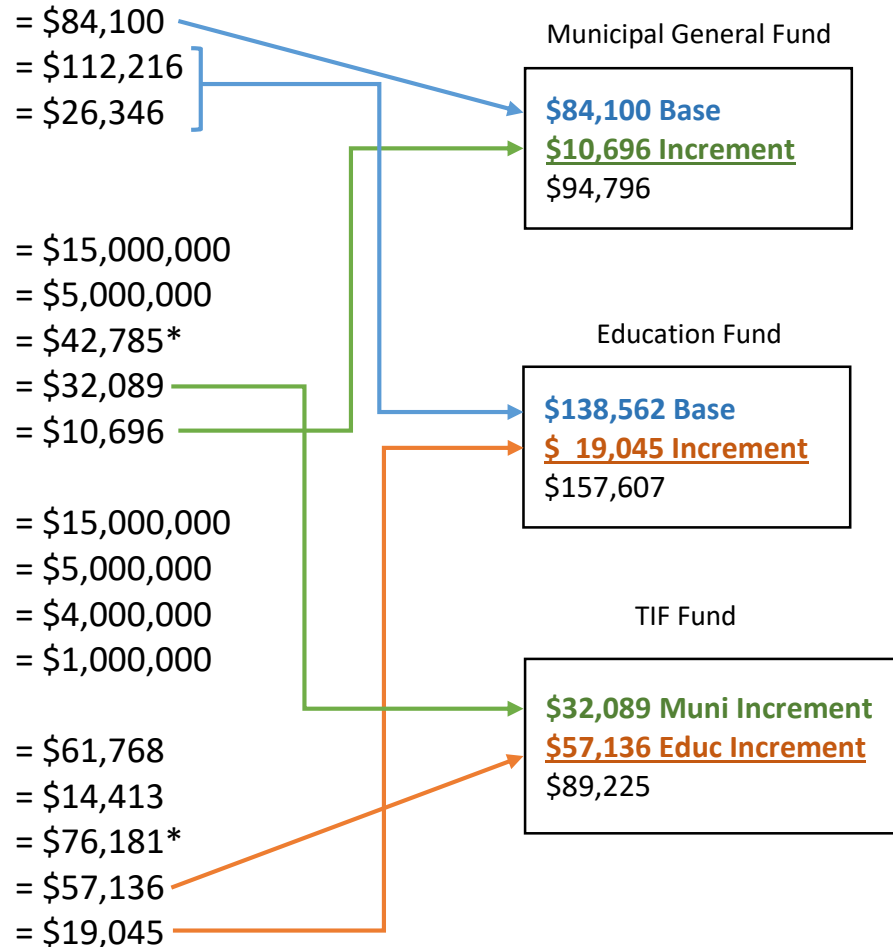 = $84,100
= $112,216
= $26,346
= $15,000,000
= $5,000,000
= $42,785*
= $32,089
= $10,696
= $15,000,000
= $5,000,000
= $4,000,000
= $1,000,000
= $61,768
= $14,413
= $76,181*
= $57,136
= $19,045
Municipal General Fund
$84,100 Base
$10,696 Increment
$94,796
Education Fund
$138,562 Base
$ 19,045 Increment
$157,607
TIF Fund
$32,089 Muni Increment
$57,136 Educ Increment
$89,225